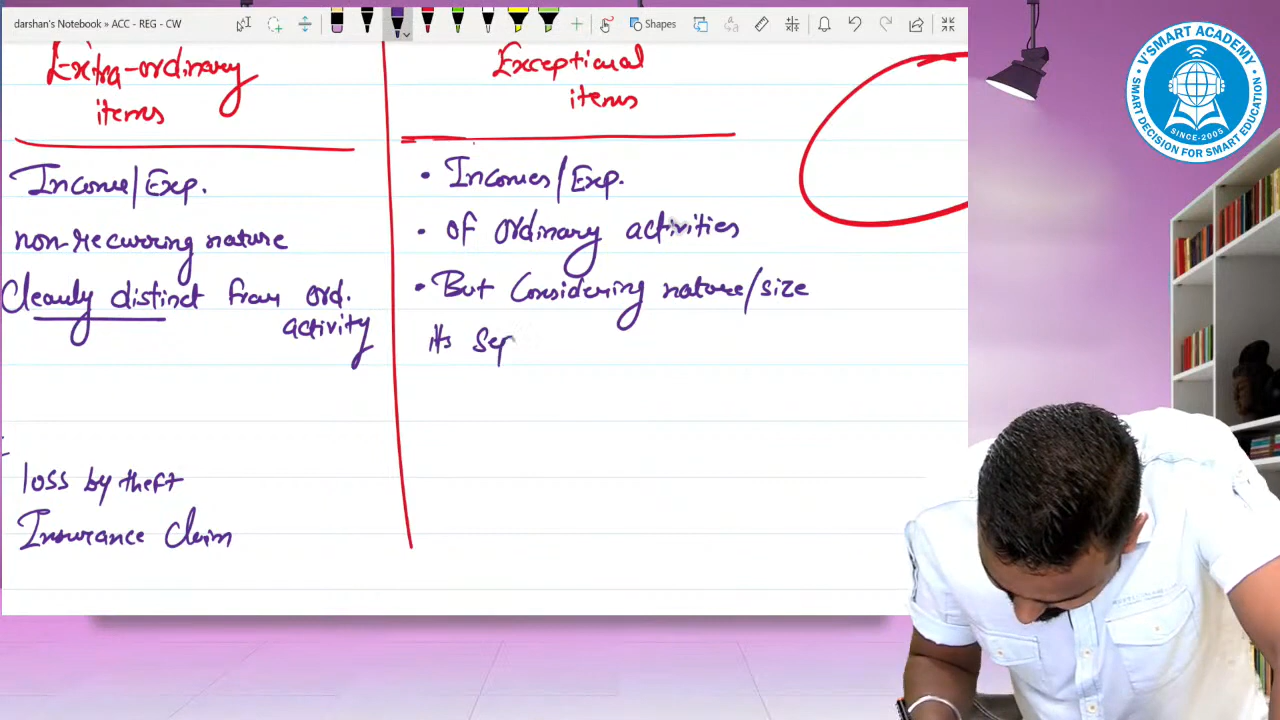 darshan's Notebook » ACC - REG - CW
Shapes
Extra-ordinary
items
Income/Exp.
non-recurring nature
Clearly distinct from ord.
activity
loss by theft
Insurance Claim
Exceptional
items
• Incomes/Exp.
• of ordinary activities
• But Considering nature/size
its Sep
V'SMART ACADEMY
SINCE-2005
SMART DECISION FOR SMART EDUCATION